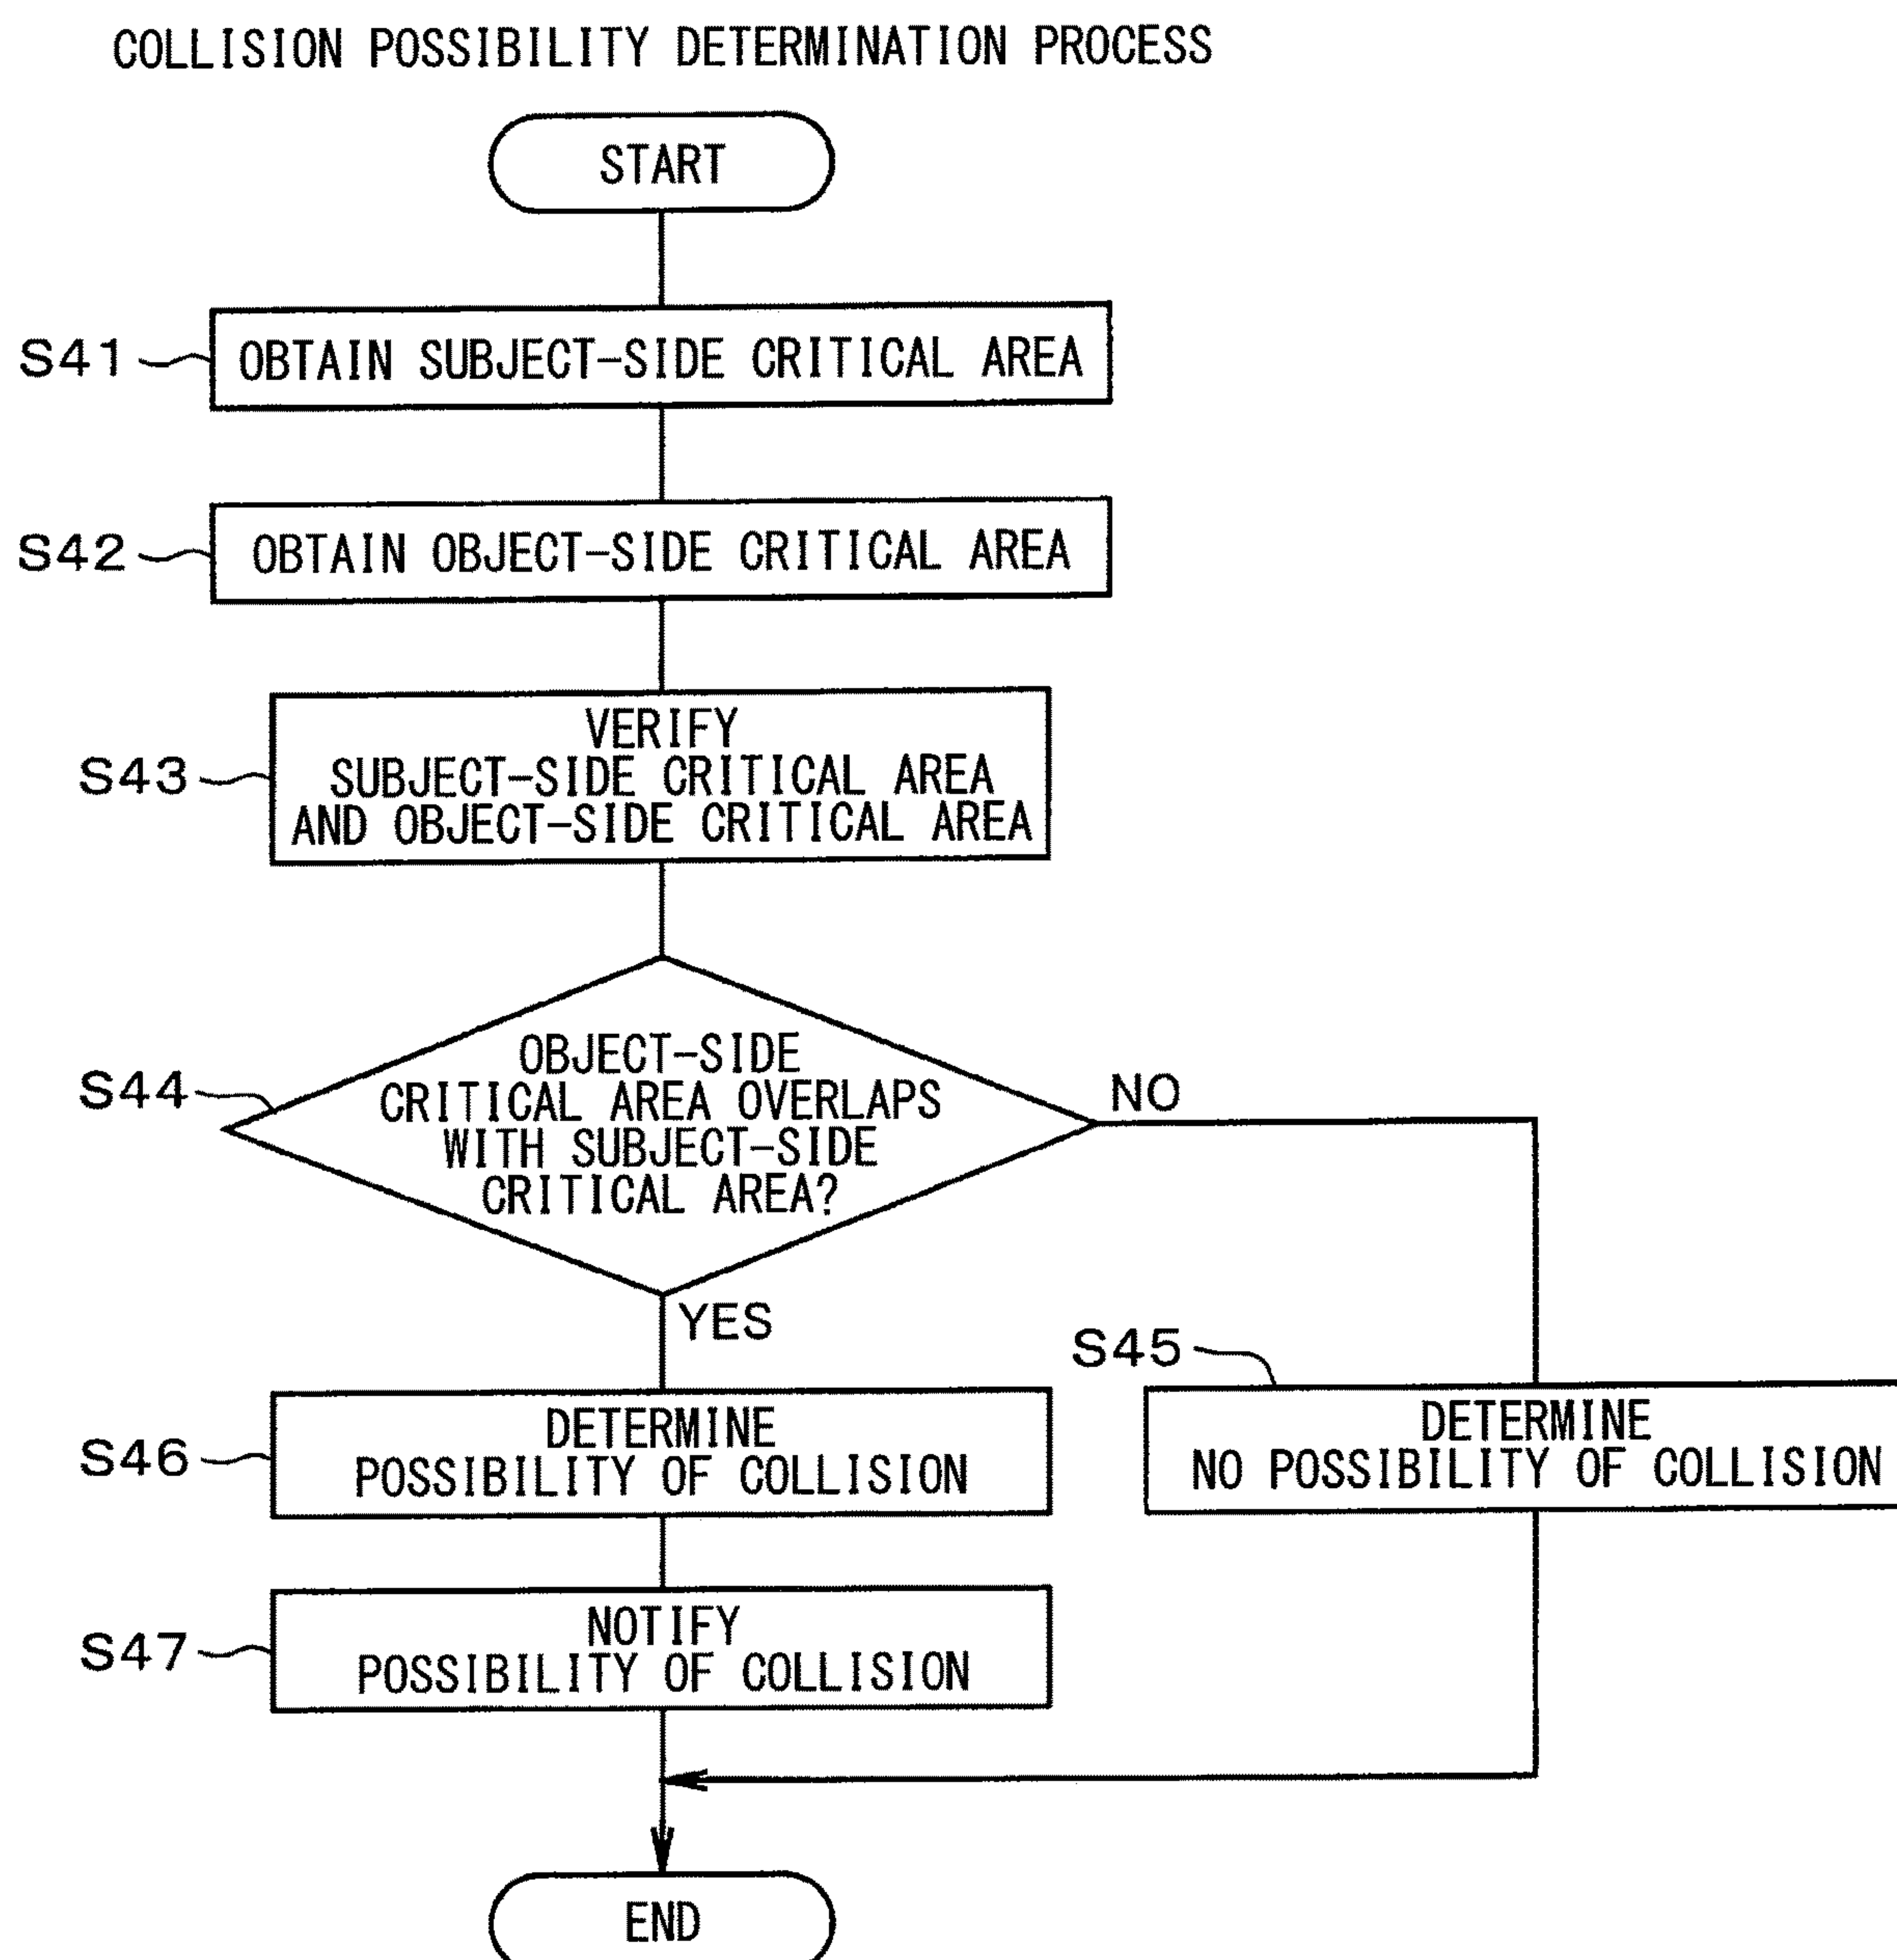 COLLISION POSSIBILITY DETERMINATION PROCESS
START
S41
OBTAIN SUBJECT-SIDE CRITICAL AREA
S42
OBTAIN OBJECT-SIDE CRITICAL AREA
S43
VERIFY
SUBJECT-SIDE CRITICAL AREA
AND OBJECT-SIDE CRITICAL AREA
S44
OBJECT-SIDE
CRITICAL AREA OVERLAPS
WITH SUBJECT-SIDE
CRITICAL AREA?
NO
YES
S45
DETERMINE
NO POSSIBILITY OF COLLISION
S46
DETERMINE
POSSIBILITY OF COLLISION
S47
NOTIFY
POSSIBILITY OF COLLISION
END